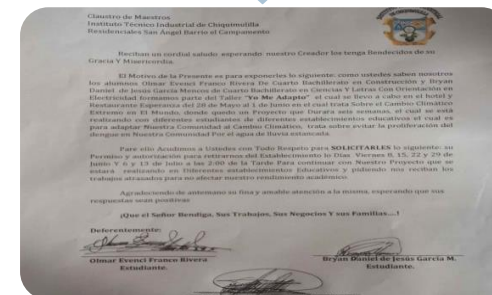 Claustro de Maestros
Instituto Técnico Industrial de Chiquimulilla
Residenciales San Ángel Barrio el Campamento
Reciban un cordial saludo esperando nuestro Creador los tenga Bendecidos de su
Gracia Y Misericordia.
El Motivo de la Presente es para exponerles lo siguiente: como ustedes saben nosotros
los alumnos Olmar Evenci Franco Rivera De Cuarto Bachillerato en Construcción y Bryan
Daniel de Jesús García Mencos de Cuarto Bachillerato en Ciencias Y Letras Con Orientación en
Electricidad formamos parte del Taller "Yo Me Adapto" el cual se llevo a cabo en el hotel y
Restaurante Esperanza del 28 de Mayo al 1 de Junio en el cual trata Sobre el Cambio Climático
Extremo en El Mundo, donde quedo un Proyecto que Durara seis semanas, el cual se está
realizando con diferentes estudiantes de diferentes establecimientos educativos el cual es
para adaptar Nuestra Comunidad al Cambio Climático, trata sobre evitar la proliferación del
dengue en Nuestra Comunidad Por el agua de lluvia estancada.
Para ello Acudimos a Ustedes con Todo Respeto para SOLICITARLES lo siguiente: su
Permiso y autorización para retirarnos del Establecimiento lo Días Viernes 8, 15, 22 y 29 de
Junio Y 6 y 13 de Julio a las 2:00 de la Tarde Para continuar con Nuestro Proyecto que se
estará realizando en Diferentes establecimientos Educativos y pidiendo nos reciban los
trabajos atrasados para no afectar nuestro rendimiento académico.
Agradeciendo de antemano su fina y amable atención a la misma, esperando que sus
respuestas sean positivas
¡Que el Señor Bendiga, Sus Trabajos, Sus Negocios Y sus Familias...!
Deferentemente:
Olmar Evenci Franco Rivera
Estudiante.
Bryan Daniel de Jesús García M.
Estudiante.